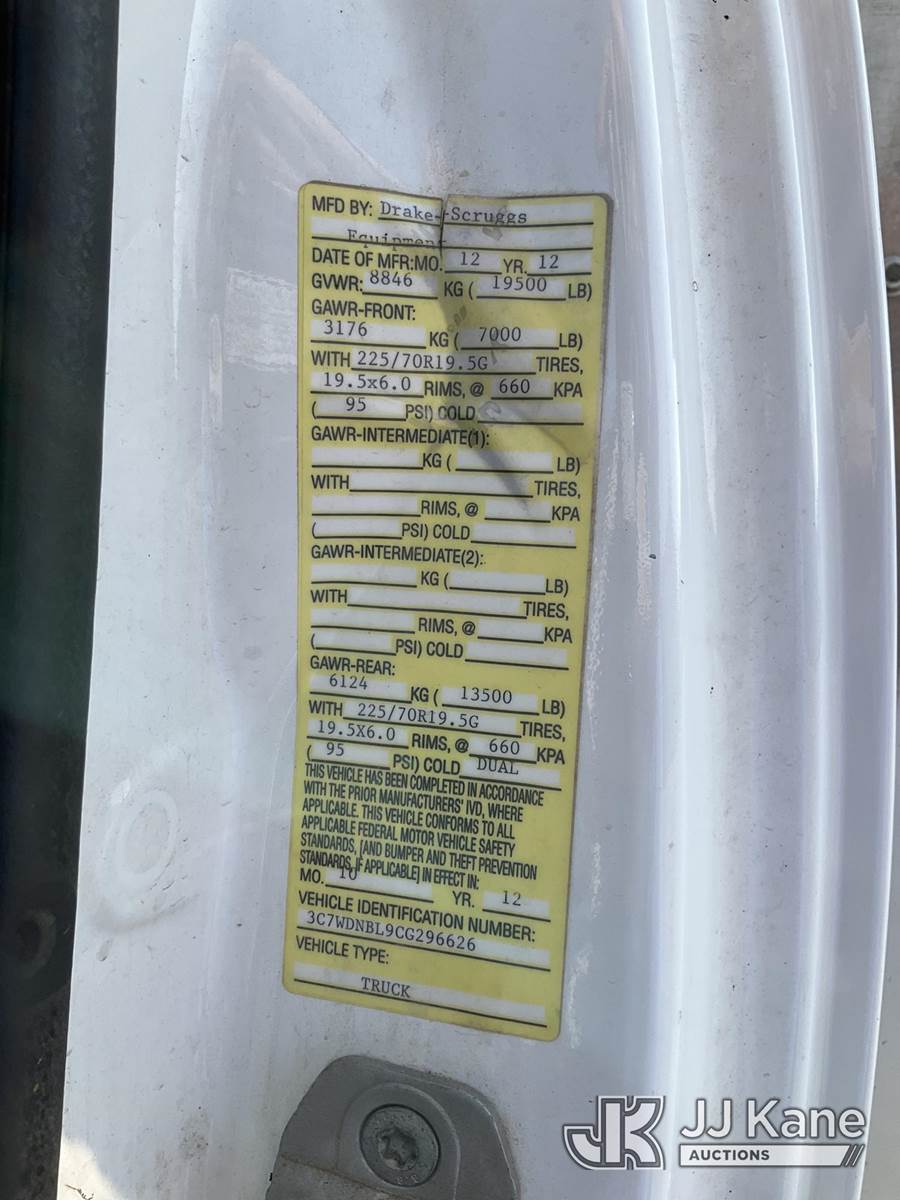 MFD BY: Drake-Scruggs
Equipment
DATE OF MFR:MO. 12 YR. 12
GVWR: 8846 KG ( 19500 LB)
GAWR-FRONT:
3176 KG ( 7000 LB)
WITH 225/70R19.5G TIRES,
19.5x6.0 RIMS, @ 660 KPA
( 95 PSI) COLD
GAWR-INTERMEDIATE(1):
KG ( LB)
WITH TIRES,
RIMS, @ KPA
( PSI) COLD
GAWR-INTERMEDIATE(2):
KG ( LB)
WITH TIRES,
RIMS, @ KPA
( PSI) COLD
GAWR-REAR:
6124 KG ( 13500 LB)
WITH 225/70R19.5G TIRES,
19.5X6.0 RIMS, @ 660 KPA
( 95 PSI) COLD DUAL
THIS VEHICLE HAS BEEN COMPLETED IN ACCORDANCE
WITH THE PRIOR MANUFACTURERS' IVD, WHERE
APPLICABLE. THIS VEHICLE CONFORMS TO ALL
APPLICABLE FEDERAL MOTOR VEHICLE SAFETY
STANDARDS, [AND BUMPER AND THEFT PREVENTION
STANDARDS, IF APPLICABLE] IN EFFECT IN:
MO. 10 YR. 12
VEHICLE IDENTIFICATION NUMBER:
3C7WDNBL9CG296626
VEHICLE TYPE:
TRUCK
JK JJ Kane
AUCTIONS